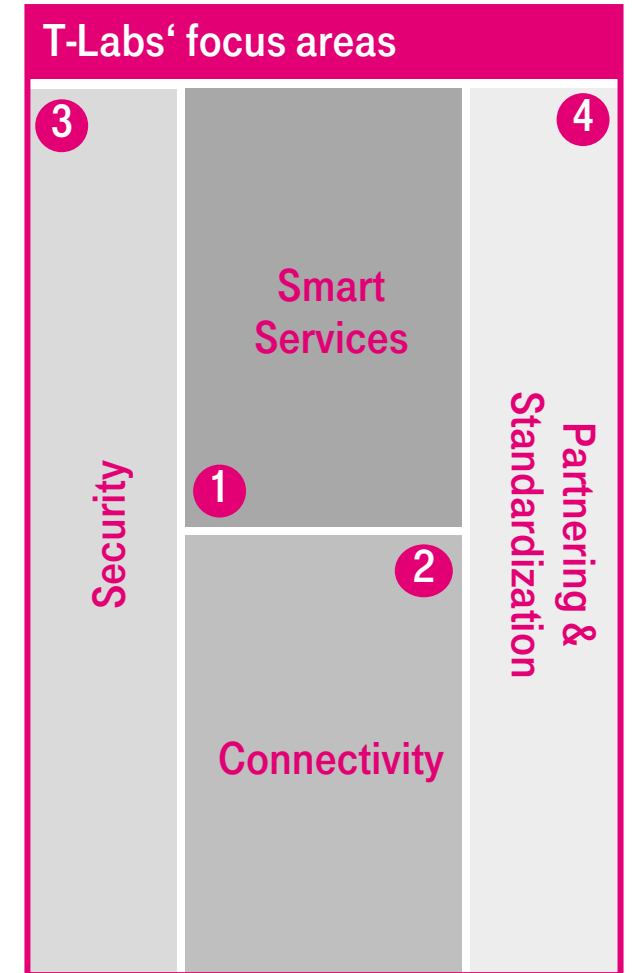 T-Labs‘ focus areas
3
Security
Smart
Services
1
2
Connectivity
4
Partnering &
Standardization